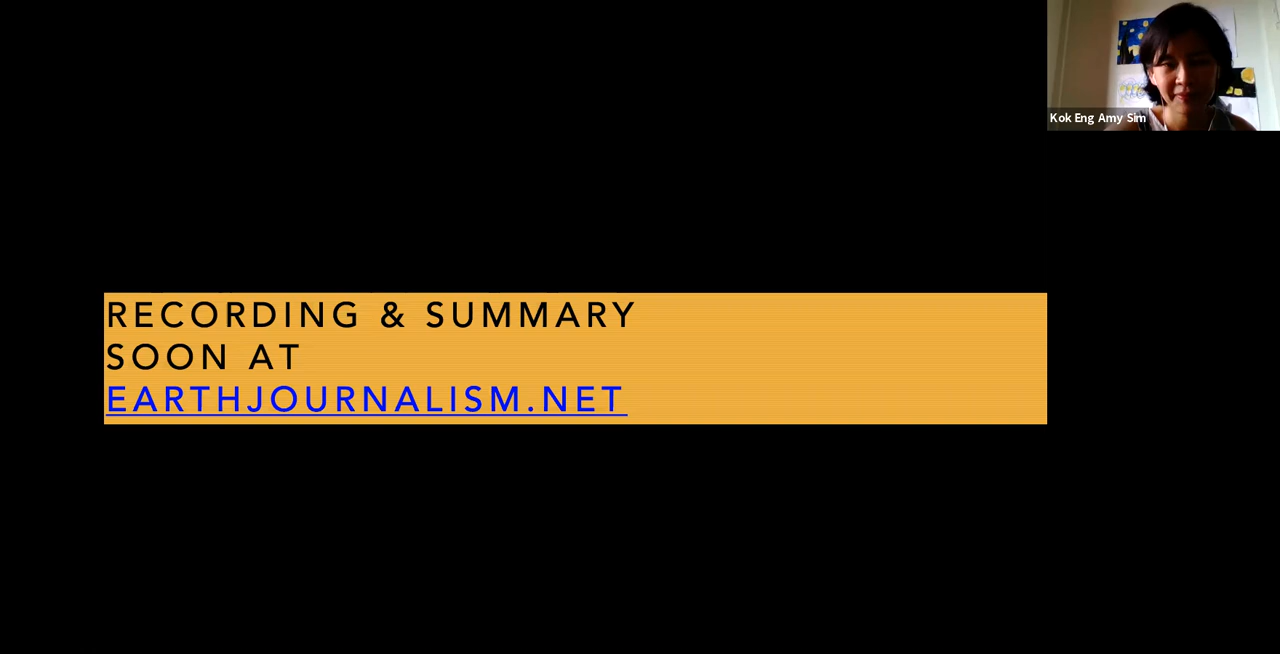 Kok Eng Amy Sim
RECORDING & SUMMARY
SOON AT
EARTHJOURNALISM.NET